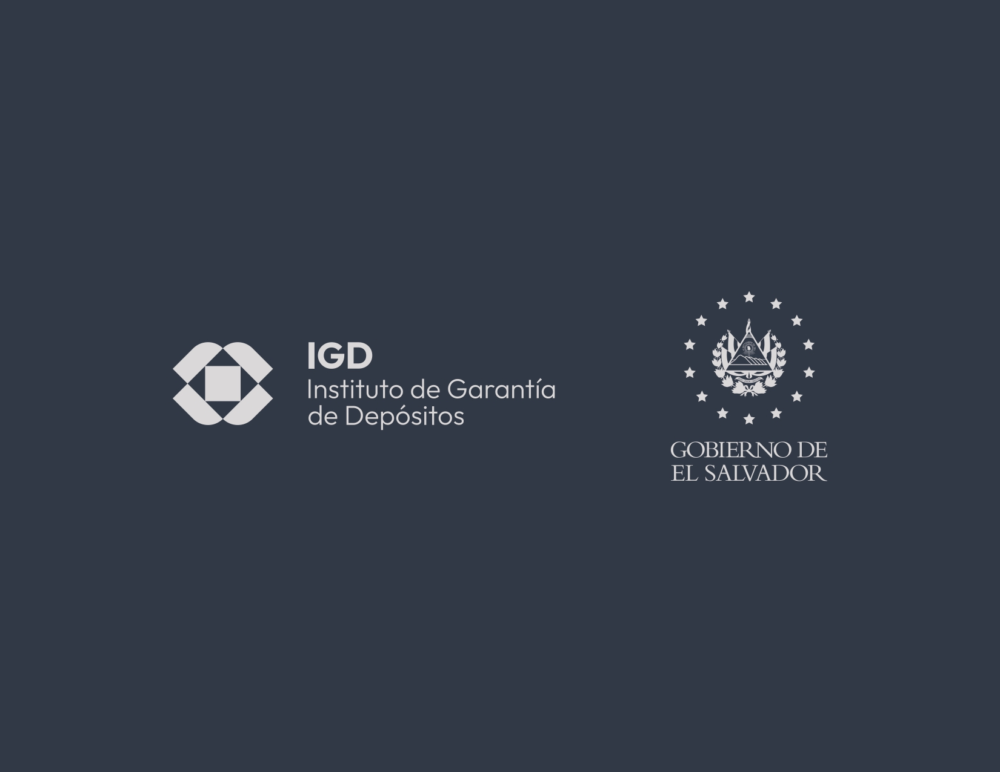 IGD
Instituto de Garantía
de Depósitos
GOBIERNO DE
EL SALVADOR